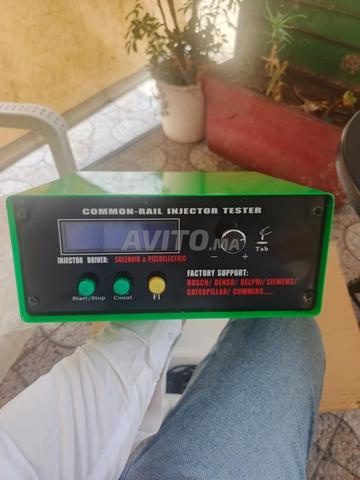 COMMON-RAIL INJECTOR TESTER
AVITO.MA
- +
Tab
INJECTOR DRIVER: SOLENOID & PIZOLECTRIC
FACTORY SUPPORT:
BOSCH/ DENSO/ DELPHI/SIEMENS/
CATERPILLAR/ CUMMINS.....
Start/Stop Count F1